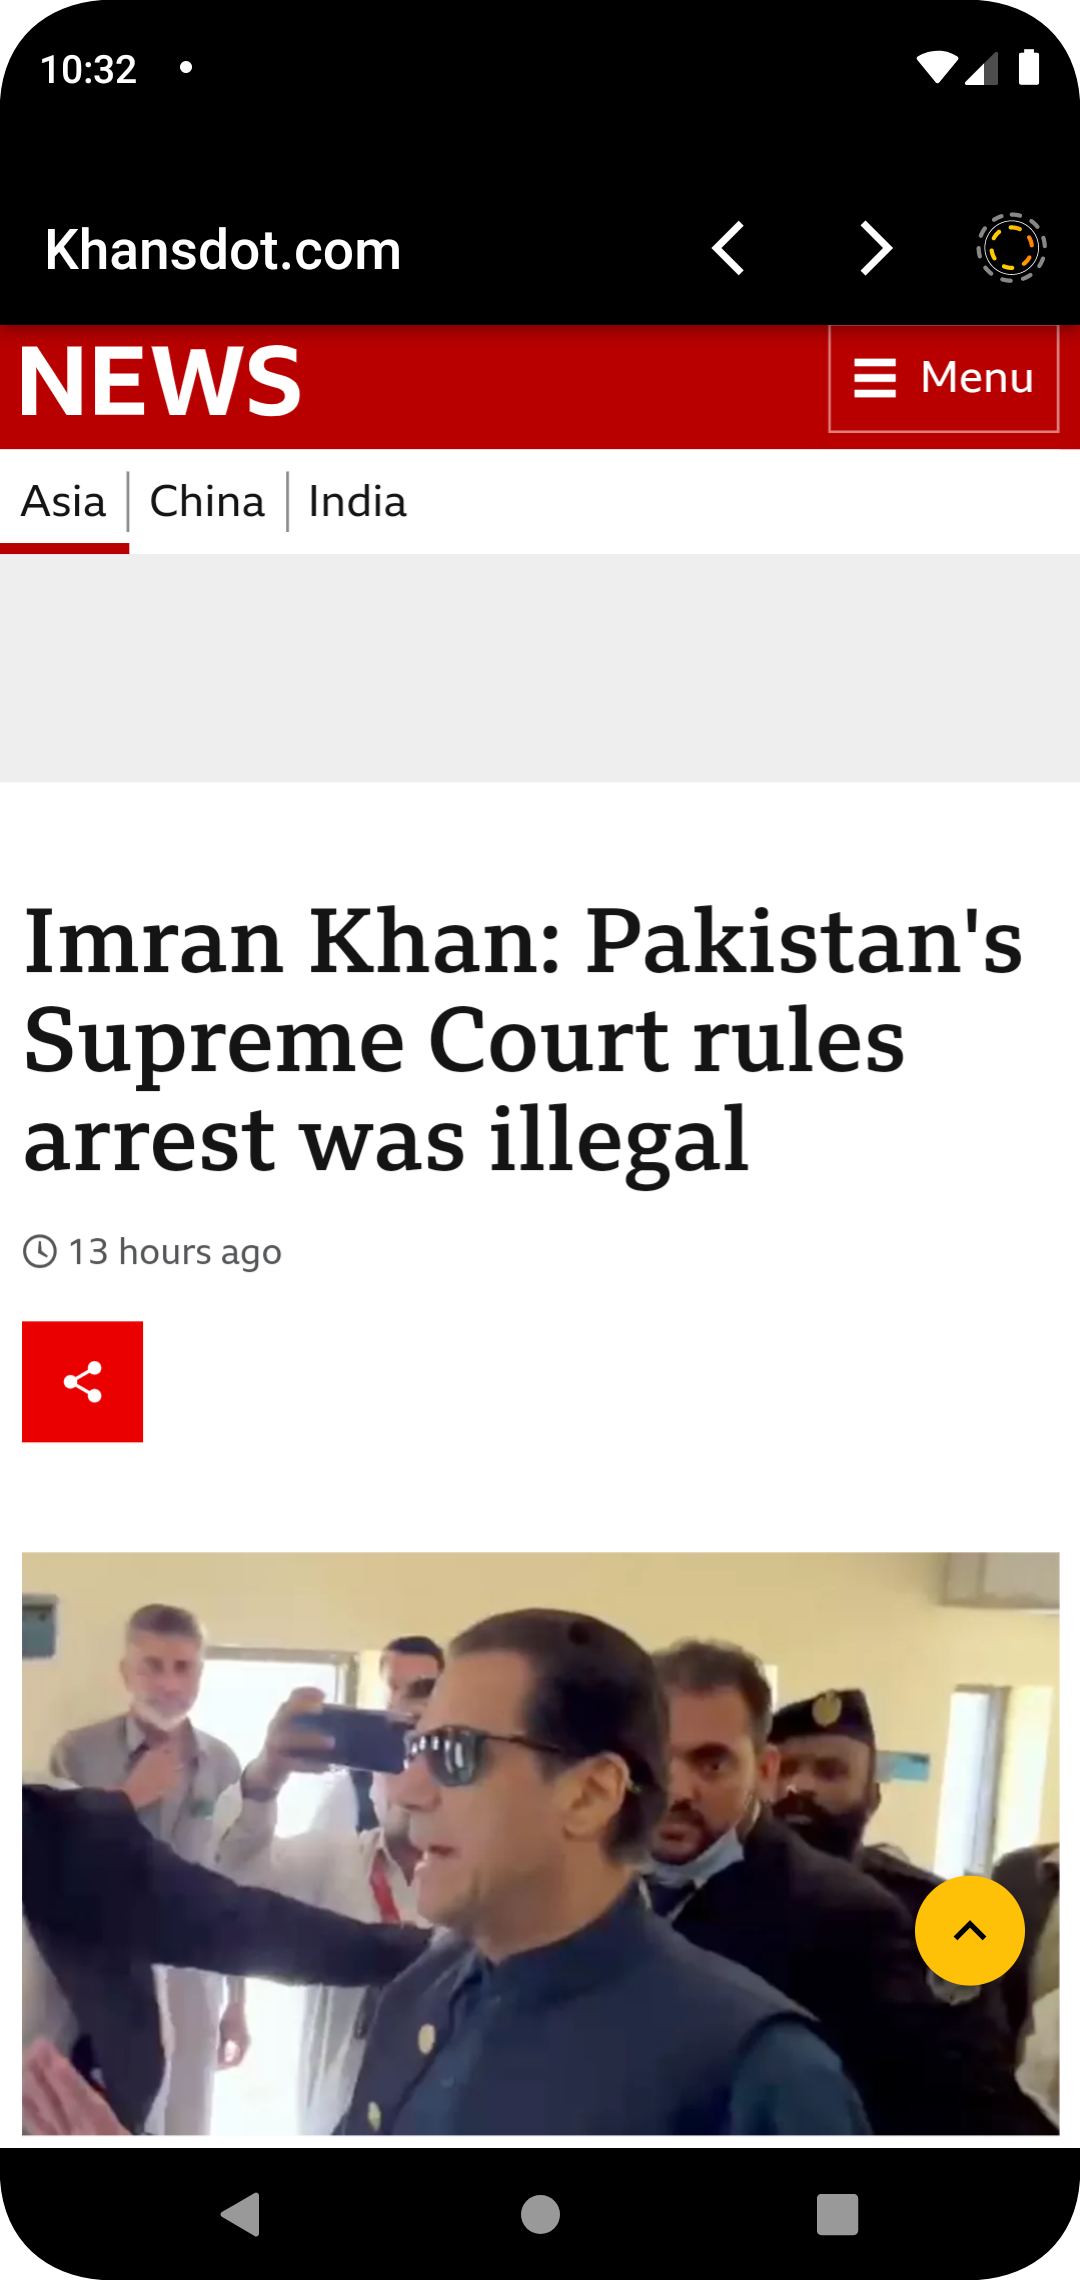 10:32
Khansdot.com
NEWS
Menu
Asia
China
India
Imran Khan: Pakistan's
Supreme Court rules
arrest was illegal
13 hours ago